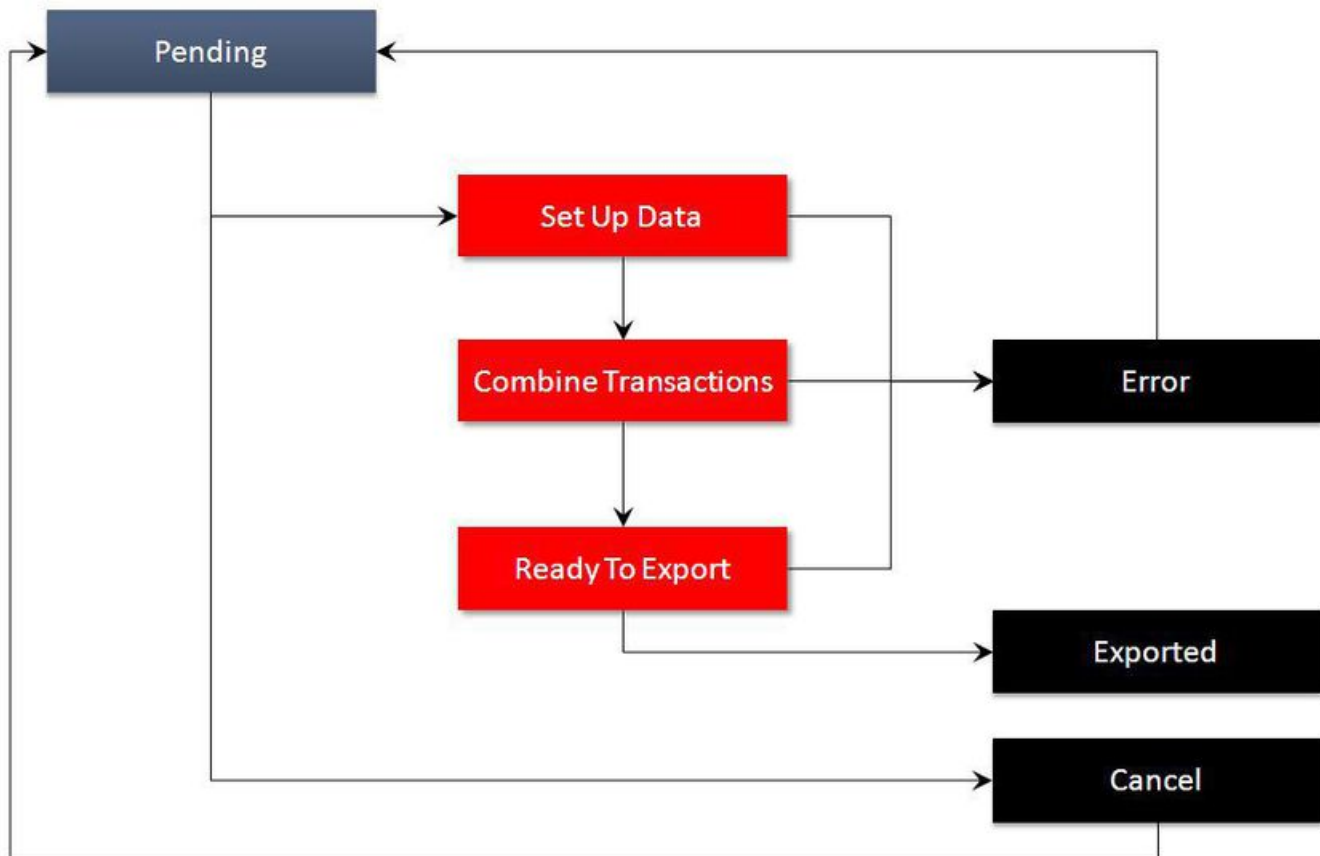 Pending
Set Up Data
Combine Transactions
Error
Ready To Export
Exported
Cancel